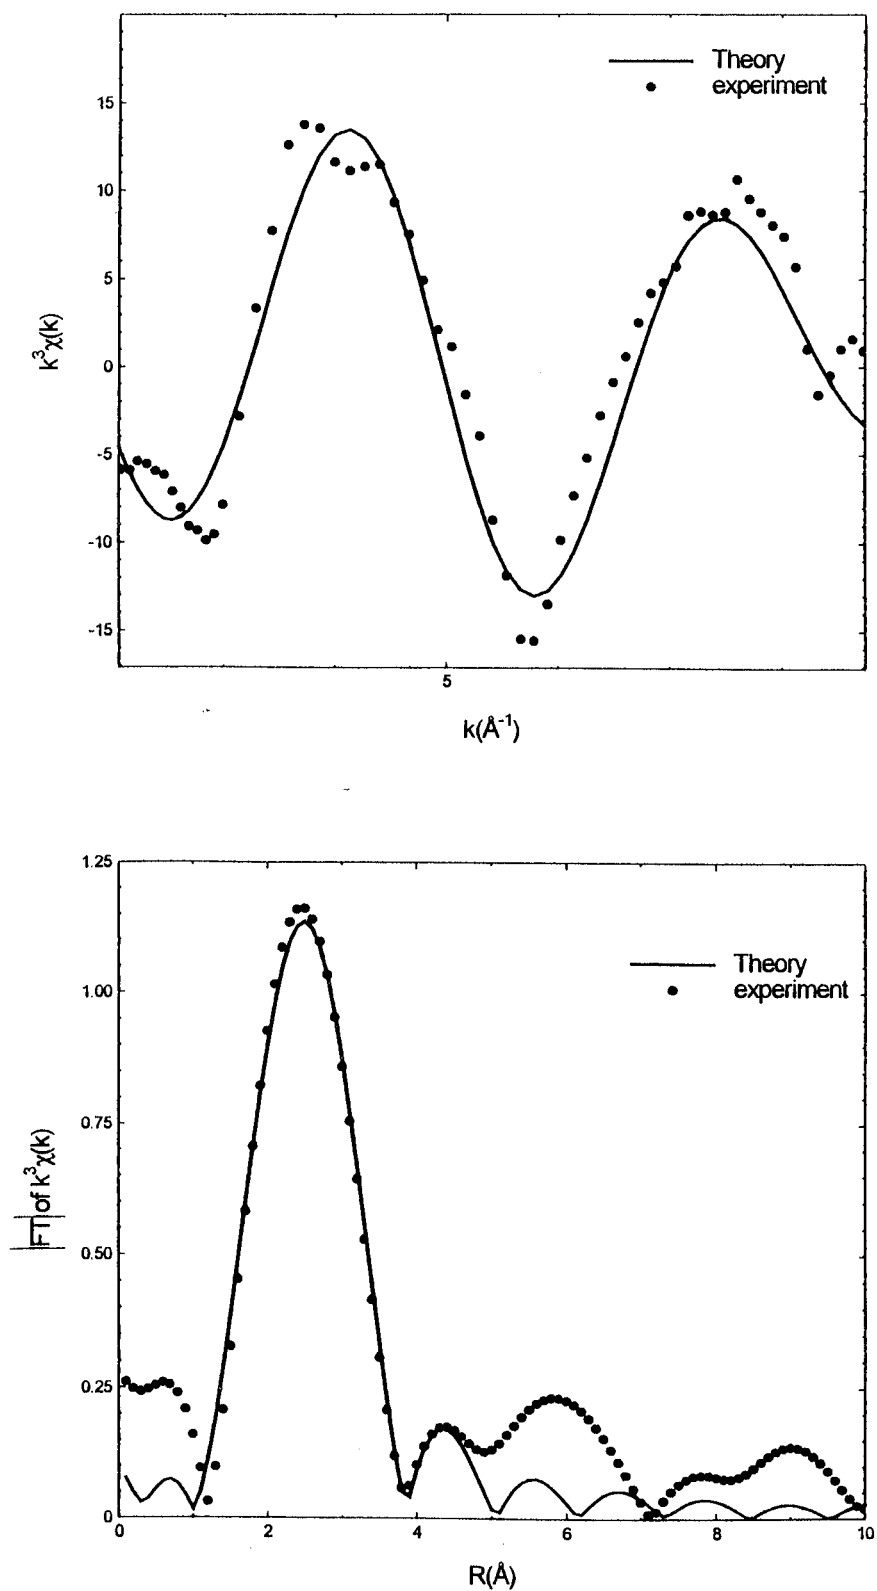 Theory
experiment
15
10
5
0
-5
-10
-15
k³χ(k)
5
k(Å⁻¹)
1.25
Theory
experiment
1.00
0.75
|FT| of k³χ(k)
0.50
0.25
0
0 2 4 6 8 10
R(Å)